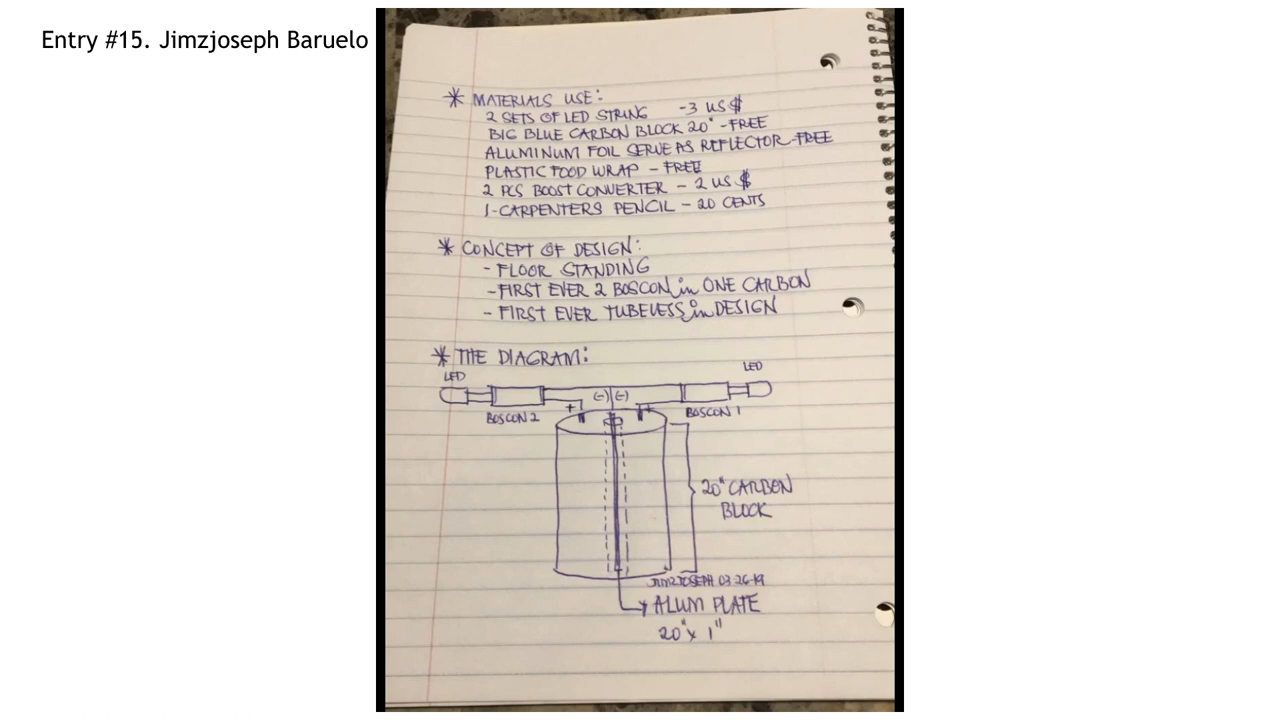 Entry #15. Jimzjoseph Baruelo
* MATERIALS USE:
2 SETS OF LED STRING -3 US $
BIG BLUE CARBON BLOCK 20" -FREE
ALUMINUM FOIL SERVE AS REFLECTOR-FREE
PLASTIC FOOD WRAP - FREE
2 PCS BOOST CONVERTER - 2 US $
1-CARPENTERS PENCIL - 20 CENTS
* CONCEPT OF DESIGN:
- FLOOR STANDING
- FIRST EVER 2 BOSCON in ONE CARBON
- FIRST EVER TUBELESS in DESIGN
* THE DIAGRAM:
LED
LED
(-) (-)
+ +
BOSCON 2
BOSCON 1
20" CARBON
BLOCK
JIMZJOSEPH 03-26-19
ALUM PLATE
20" x 1"